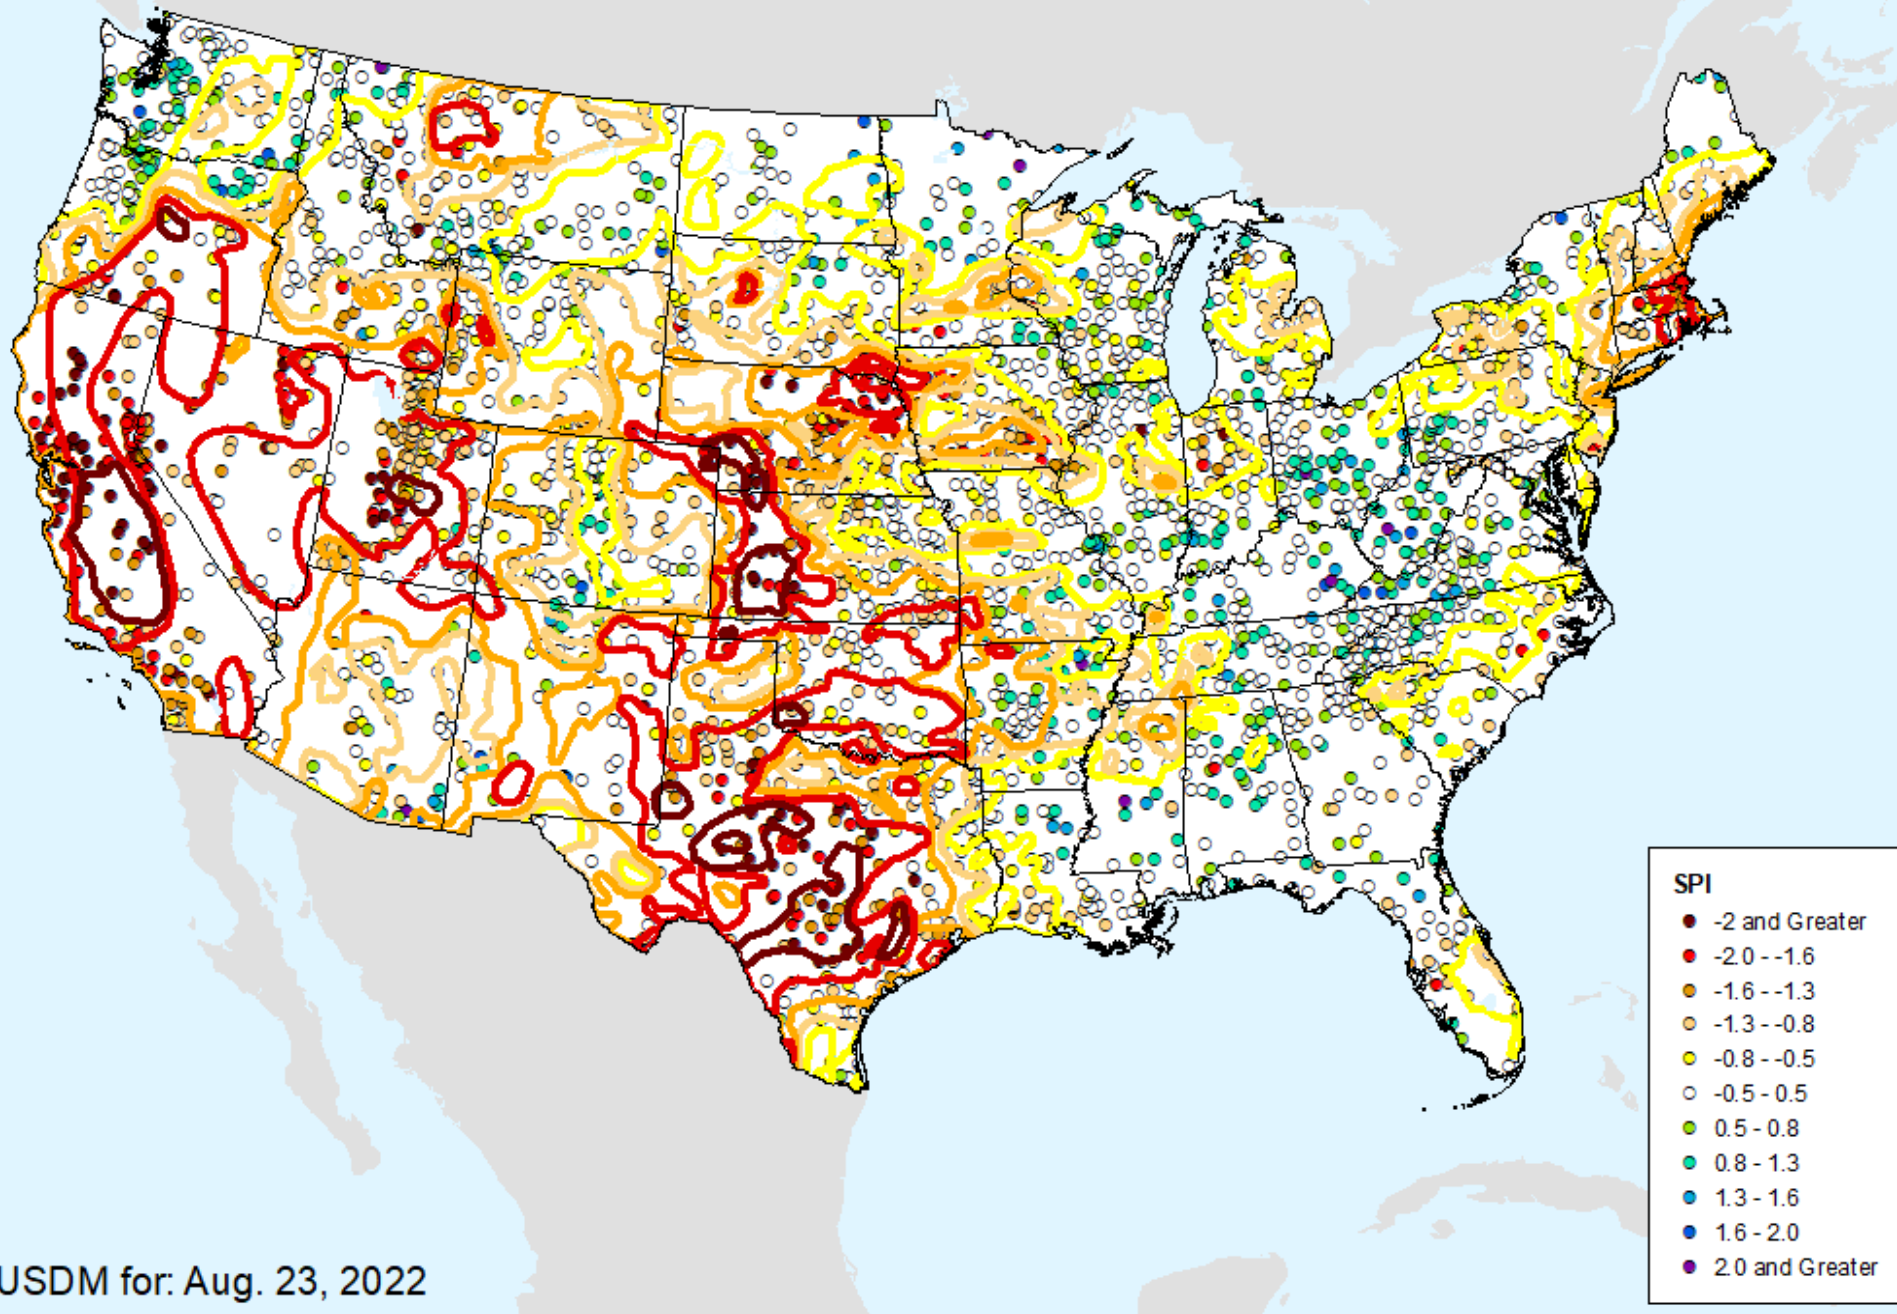 SPI
-2 and Greater
-2.0 - -1.6
-1.6 - -1.3
-1.3 - -0.8
-0.8 - -0.5
-0.5 - 0.5
0.5 - 0.8
0.8 - 1.3
1.3 - 1.6
1.6 - 2.0
2.0 and Greater
USDM for: Aug. 23, 2022